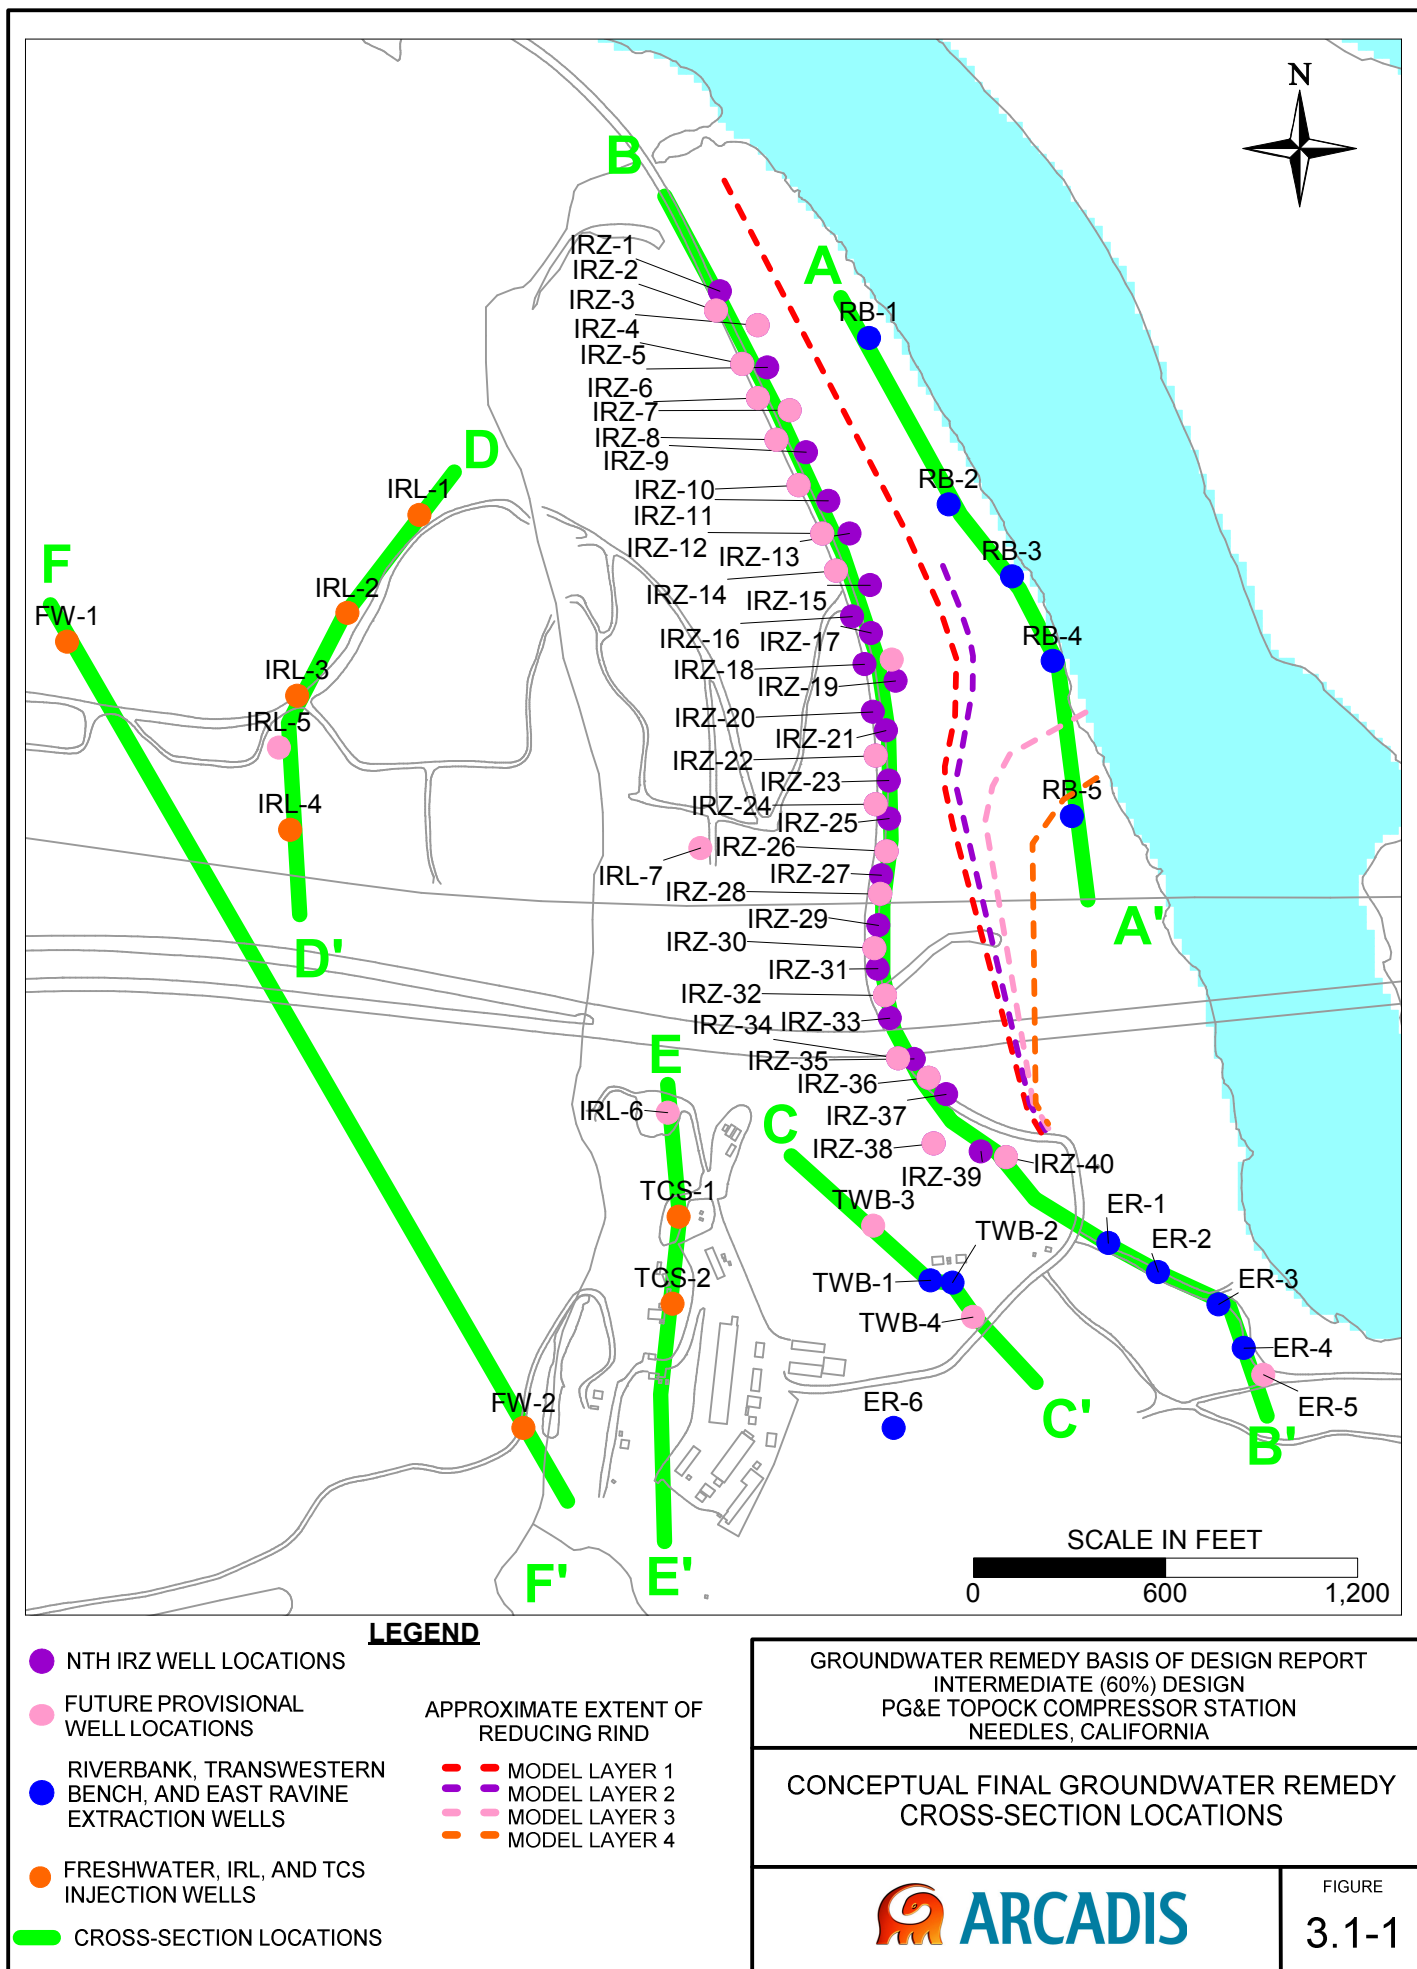 N
B
A
IRZ-1
IRZ-2
IRZ-3
IRZ-4
IRZ-5
IRZ-6
IRZ-7
IRZ-8
IRZ-9
IRZ-10
IRZ-11
IRZ-12
IRZ-13
IRZ-14
IRZ-15
IRZ-16
IRZ-17
IRZ-18
IRZ-19
IRZ-20
IRZ-21
IRZ-22
IRZ-23
IRZ-24
IRZ-25
IRZ-26
IRZ-27
IRZ-28
IRZ-29
IRZ-30
IRZ-31
IRZ-32
IRZ-33
IRZ-34
IRZ-35
IRZ-36
IRZ-37
IRZ-38
IRZ-39
IRZ-40
RB-1
RB-2
RB-3
RB-4
RB-5
A'
D
IRL-1
IRL-2
IRL-3
IRL-5
IRL-4
D'
F
FW-1
FW-2
F'
IRL-7
E
IRL-6
TCS-1
TCS-2
E'
C
TWB-3
TWB-2
TWB-1
TWB-4
C'
ER-1
ER-2
ER-3
ER-4
ER-5
ER-6
B'
SCALE IN FEET
0 600 1,200
LEGEND
NTH IRZ WELL LOCATIONS
FUTURE PROVISIONAL
WELL LOCATIONS
RIVERBANK, TRANSWESTERN
BENCH, AND EAST RAVINE
EXTRACTION WELLS
FRESHWATER, IRL, AND TCS
INJECTION WELLS
CROSS-SECTION LOCATIONS
APPROXIMATE EXTENT OF
REDUCING RIND
MODEL LAYER 1
MODEL LAYER 2
MODEL LAYER 3
MODEL LAYER 4
GROUNDWATER REMEDY BASIS OF DESIGN REPORT
INTERMEDIATE (60%) DESIGN
PG&E TOPOCK COMPRESSOR STATION
NEEDLES, CALIFORNIA
CONCEPTUAL FINAL GROUNDWATER REMEDY
CROSS-SECTION LOCATIONS
ARCADIS
FIGURE
3.1-1